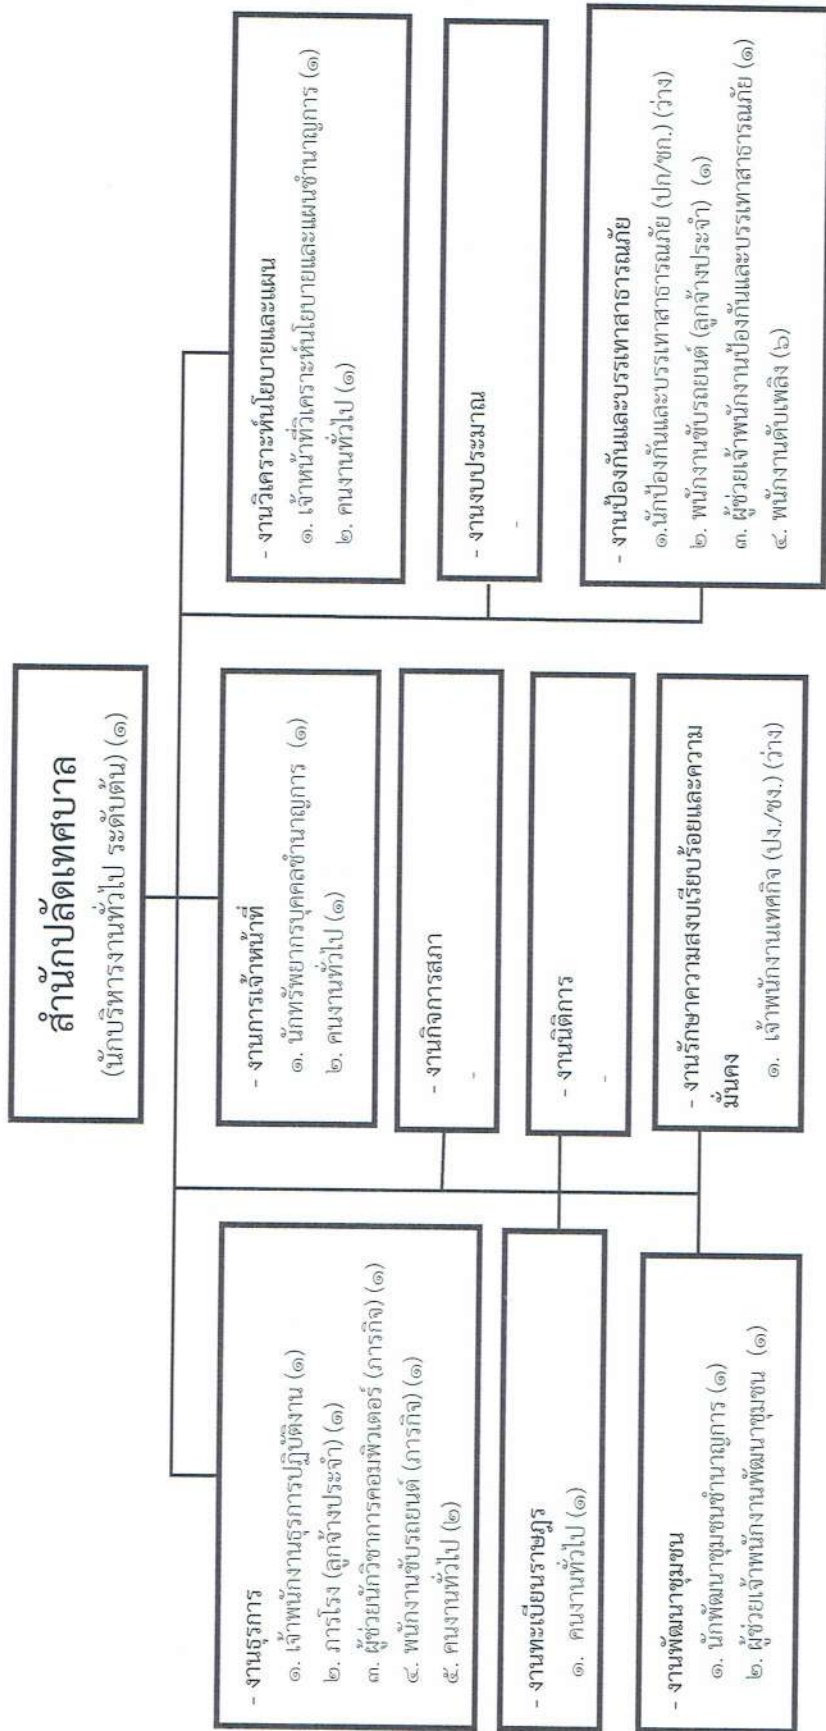 สำนักปลัดเทศบาล
(นักบริหารงานทั่วไป ระดับต้น) (๑)
- งานธุรการ
๑. เจ้าพนักงานธุรการปฏิบัติงาน (๑)
๒. ภารโรง (ลูกจ้างประจำ) (๑)
๓. ผู้ช่วยนักวิชาการคอมพิวเตอร์ (ภารกิจ) (๑)
๔. พนักงานขับรถยนต์ (ภารกิจ) (๑)
๕. คนงานทั่วไป (๒)
- งานทะเบียนราษฎร
๑. คนงานทั่วไป (๑)
- งานพัฒนาชุมชน
๑. นักพัฒนาชุมชนชำนาญการ (๑)
๒. ผู้ช่วยเจ้าพนักงานพัฒนาชุมชน (๑)
- งานการเจ้าหน้าที่
๑. นักทรัพยากรบุคคลชำนาญการ (๑)
๒. คนงานทั่วไป (๑)
- งานกิจการสภา
-
- งานนิติการ
-
- งานรักษาความสงบเรียบร้อยและความ
มั่นคง
๑. เจ้าพนักงานเทศกิจ (ปง./ชง.) (ว่าง)
- งานวิเคราะห์นโยบายและแผน
๑. เจ้าหน้าที่วิเคราะห์นโยบายและแผนชำนาญการ (๑)
๒. คนงานทั่วไป (๑)
- งานงบประมาณ
-
- งานป้องกันและบรรเทาสาธารณภัย
๑.นักป้องกันและบรรเทาสาธารณภัย (ปก/ชก.) (ว่าง)
๒. พนักงานขับรถยนต์ (ลูกจ้างประจำ) (๑)
๓. ผู้ช่วยเจ้าพนักงานป้องกันและบรรเทาสาธารณภัย (๑)
๔. พนักงานดับเพลิง (๖)